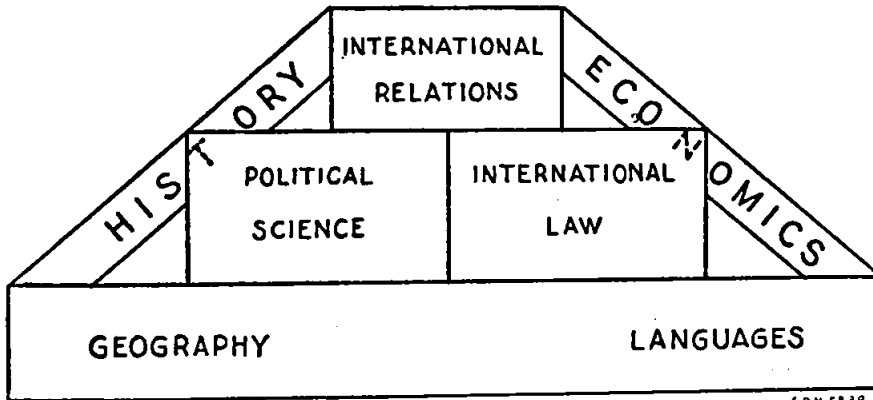 INTERNATIONAL
RELATIONS
HISTORY
ECONOMICS
POLITICAL
SCIENCE
INTERNATIONAL
LAW
GEOGRAPHY
LANGUAGES